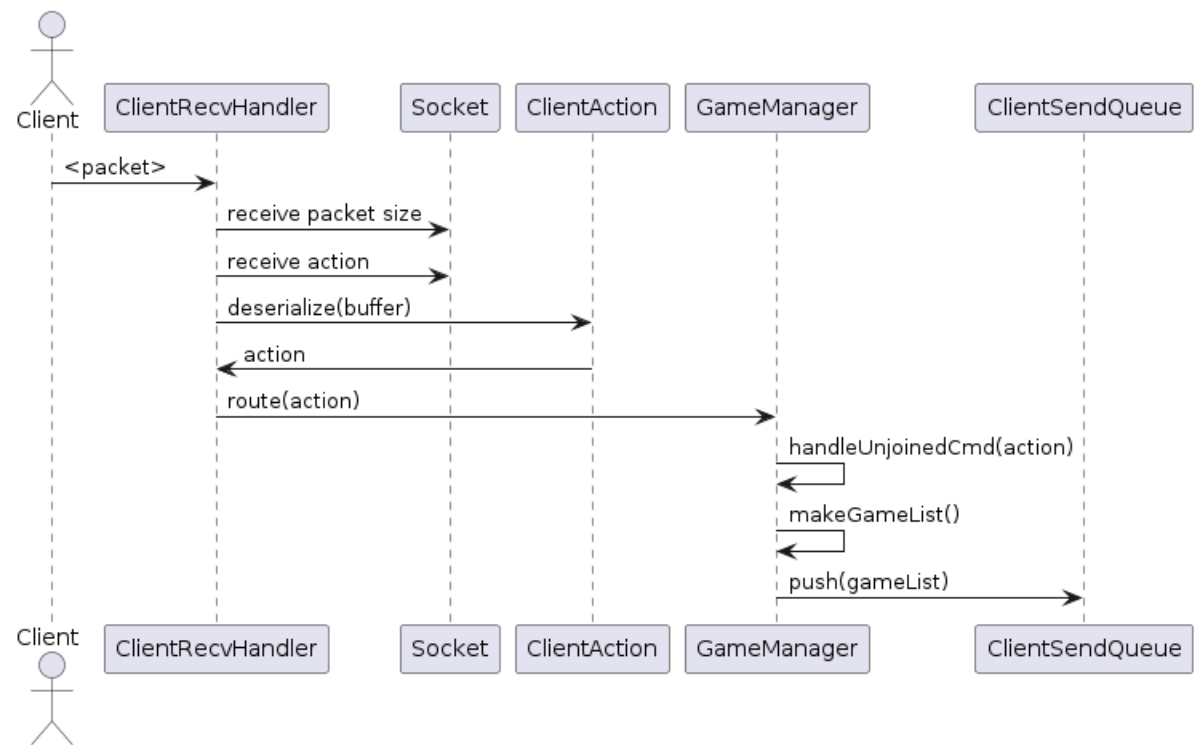 Client
ClientRecvHandler
Socket
ClientAction
GameManager
ClientSendQueue
<packet>
receive packet size
receive action
deserialize(buffer)
action
route(action)
handleUnjoinedCmd(action)
makeGameList()
push(gameList)
Client
ClientRecvHandler
Socket
ClientAction
GameManager
ClientSendQueue